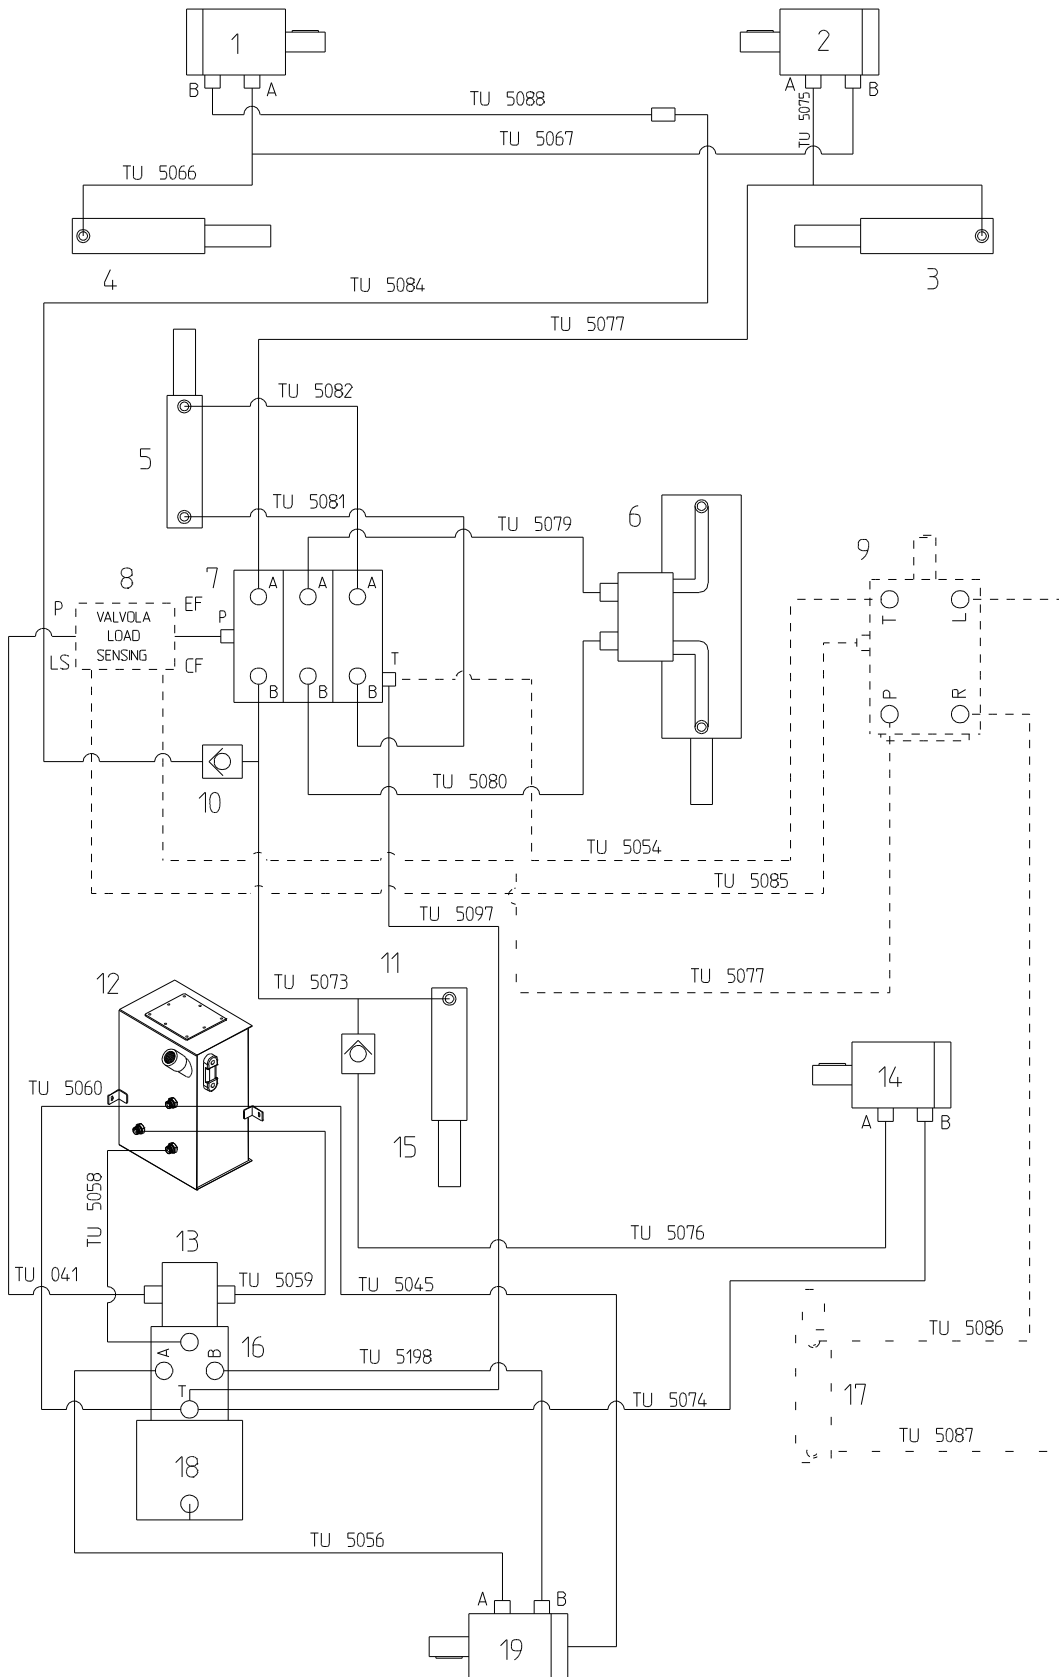 1
2
B
A
A
B
TU 5088
TU 5075
TU 5067
TU 5066
4
3
TU 5084
TU 5077
TU 5082
5
TU 5081
TU 5079
6
9
8
7
A
A
A
T
L
P
EF
P
VALVOLA
LOAD
SENSING
LS
CF
T
B
B
B
P
R
10
TU 5080
TU 5054
TU 5085
TU 5097
11
12
TU 5073
TU 5077
TU 5060
14
A
B
15
TU 5058
13
TU 5076
TU 041
TU 5059
TU 5045
TU 5086
A
B
16
TU 5198
T
TU 5074
17
TU 5087
18
TU 5056
A
B
19